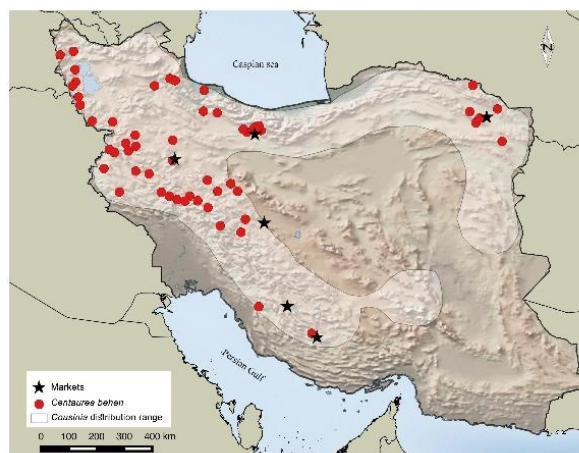 Caspian sea
N
Persian Gulf
Markets
Centaurea behen
Cousinia distribution range
0 100 200 300 400 km